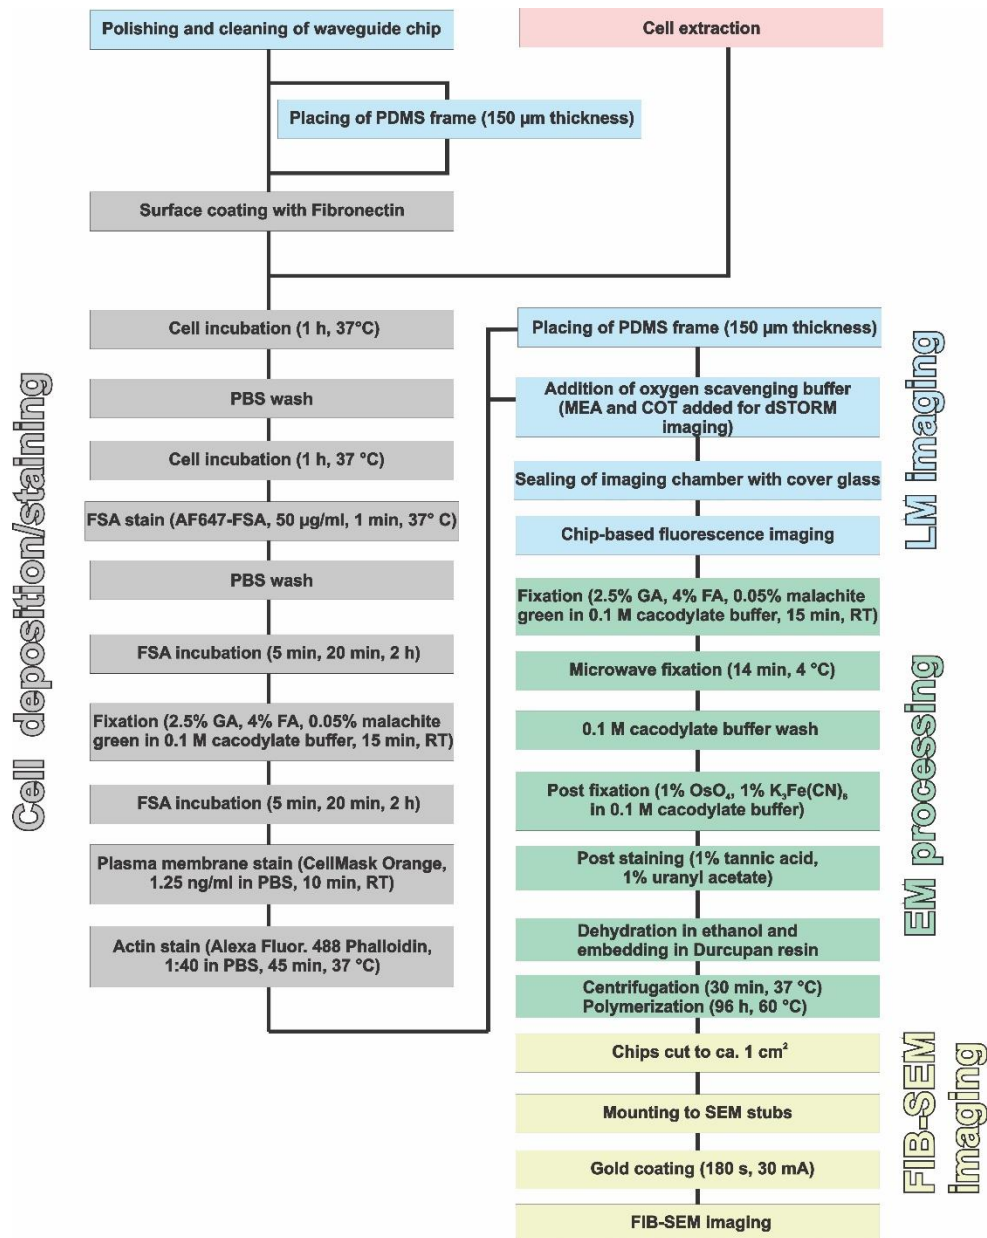 Polishing and cleaning of waveguide chip
Cell extraction
Placing of PDMS frame (150 µm thickness)
Surface coating with Fibronectin
Cell deposition/staining
Cell incubation (1 h, 37°C)
PBS wash
Cell incubation (1 h, 37 °C)
FSA stain (AF647-FSA, 50 µg/ml, 1 min, 37° C)
PBS wash
FSA incubation (5 min, 20 min, 2 h)
Fixation (2.5% GA, 4% FA, 0.05% malachite
green in 0.1 M cacodylate buffer, 15 min, RT)
FSA incubation (5 min, 20 min, 2 h)
Plasma membrane stain (CellMask Orange,
1.25 ng/ml in PBS, 10 min, RT)
Actin stain (Alexa Fluor. 488 Phalloidin,
1:40 in PBS, 45 min, 37 °C)
LM imaging
Placing of PDMS frame (150 µm thickness)
Addition of oxygen scavenging buffer
(MEA and COT added for dSTORM
imaging)
Sealing of imaging chamber with cover glass
Chip-based fluorescence imaging
EM processing
Fixation (2.5% GA, 4% FA, 0.05% malachite
green in 0.1 M cacodylate buffer, 15 min, RT)
Microwave fixation (14 min, 4 °C)
0.1 M cacodylate buffer wash
Post fixation (1% OsO₄, 1% K₃Fe(CN)₆
in 0.1 M cacodylate buffer)
Post staining (1% tannic acid,
1% uranyl acetate)
Dehydration in ethanol and
embedding in Durcupan resin
Centrifugation (30 min, 37 °C)
Polymerization (96 h, 60 °C)
FIB-SEM
imaging
Chips cut to ca. 1 cm²
Mounting to SEM stubs
Gold coating (180 s, 30 mA)
FIB-SEM imaging